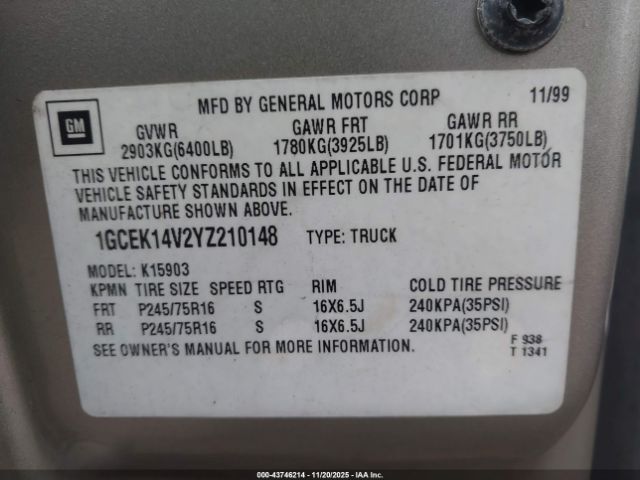 GM
MFD BY GENERAL MOTORS CORP 11/99
GVWR GAWR FRT GAWR RR
2903KG(6400LB) 1780KG(3925LB) 1701KG(3750LB)
THIS VEHICLE CONFORMS TO ALL APPLICABLE U.S. FEDERAL MOTOR
VEHICLE SAFETY STANDARDS IN EFFECT ON THE DATE OF
MANUFACTURE SHOWN ABOVE.
1GCEK14V2YZ210148 TYPE: TRUCK
MODEL: K15903
KPMN TIRE SIZE SPEED RTG RIM COLD TIRE PRESSURE
FRT P245/75R16 S 16X6.5J 240KPA(35PSI)
RR P245/75R16 S 16X6.5J 240KPA(35PSI)
SEE OWNER'S MANUAL FOR MORE INFORMATION.
F 938
T 1341
000-43746214 - 11/20/2025 - IAA Inc.